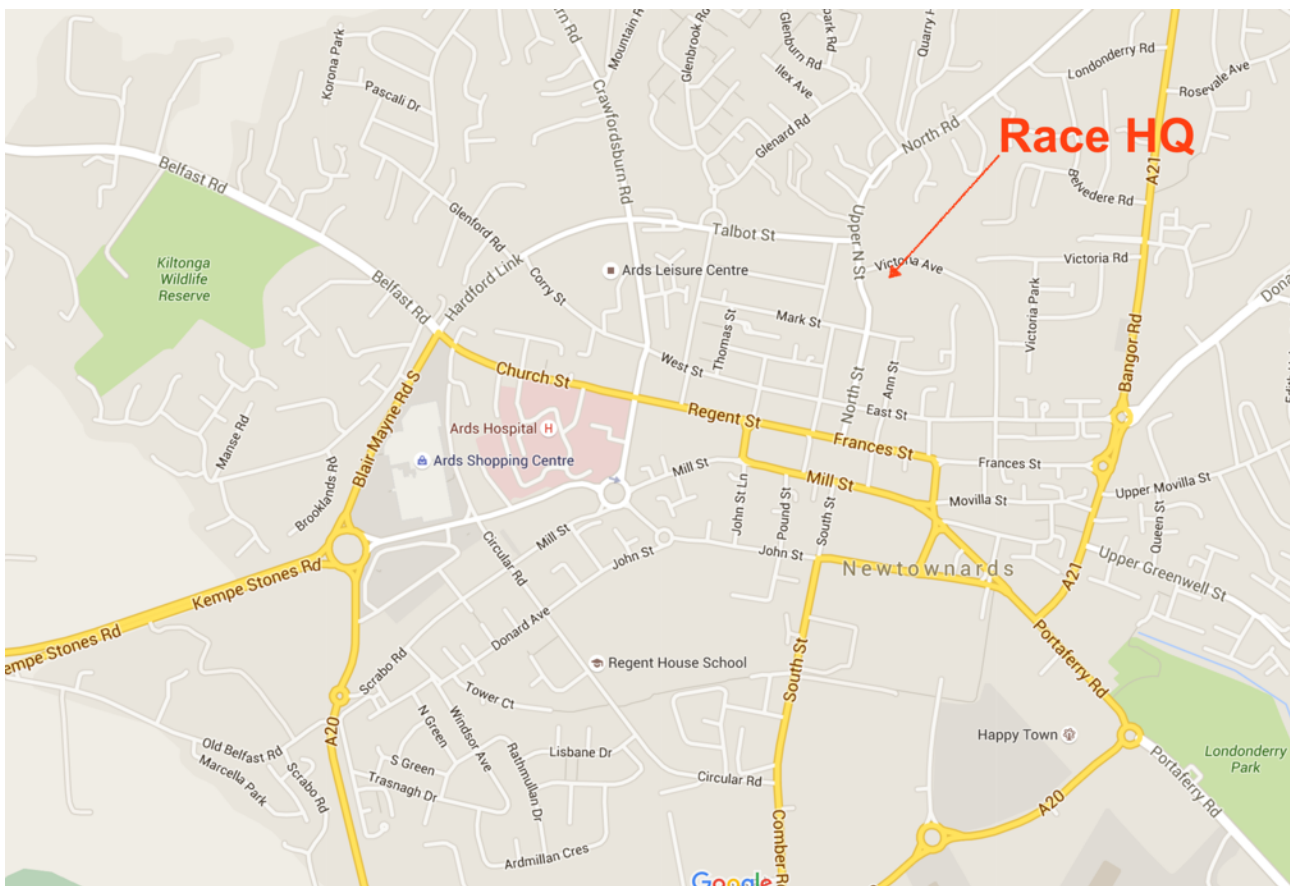 Race HQ
Korona Park
Pascali Dr
Mountain Rd
Crawfordsburn Rd
Glenbrook Rd
Glenburn Rd
Ilex Ave
Glenard Rd
Quarry H
North Rd
Londonderry Rd
Rosevale Ave
A21
Belvedere Rd
Belfast Rd
Glenford Rd
Talbot St
Upper N St
Victoria Ave
Victoria Rd
Victoria Park
Kiltonga
Wildlife
Reserve
Belfast Rd
Hardford Link
Corry St
Ards Leisure Centre
Mark St
Thomas St
West St
Bangor Rd
Church St
Regent St
North St
Ann St
East St
Frances St
Frances St
Ards Hospital
H
Ards Shopping Centre
Blair Mayne Rd S
Manse Rd
Brooklands Rd
Mill St
Mill St
John St Ln
Pound St
South St
Movilla St
Upper Movilla St
Queen St
Upper Greenwell St
Mill St
John St
John St
Circular Rd
Newtownards
A21
Kempe Stones Rd
empe Stones Rd
Donard Ave
Regent House School
Portaferry Rd
South St
Scrabo Rd
Tower Ct
A20
N Green
Windsor Ave
Old Belfast Rd
Marcella Park
Scrabo Rd
S Green
Trasnagh Dr
Rathmullan Dr
Lisbane Dr
Circular Rd
Happy Town
Londonderry
Park
Portaferry Rd
A20
Ardmillan Cres
Comber R
Google